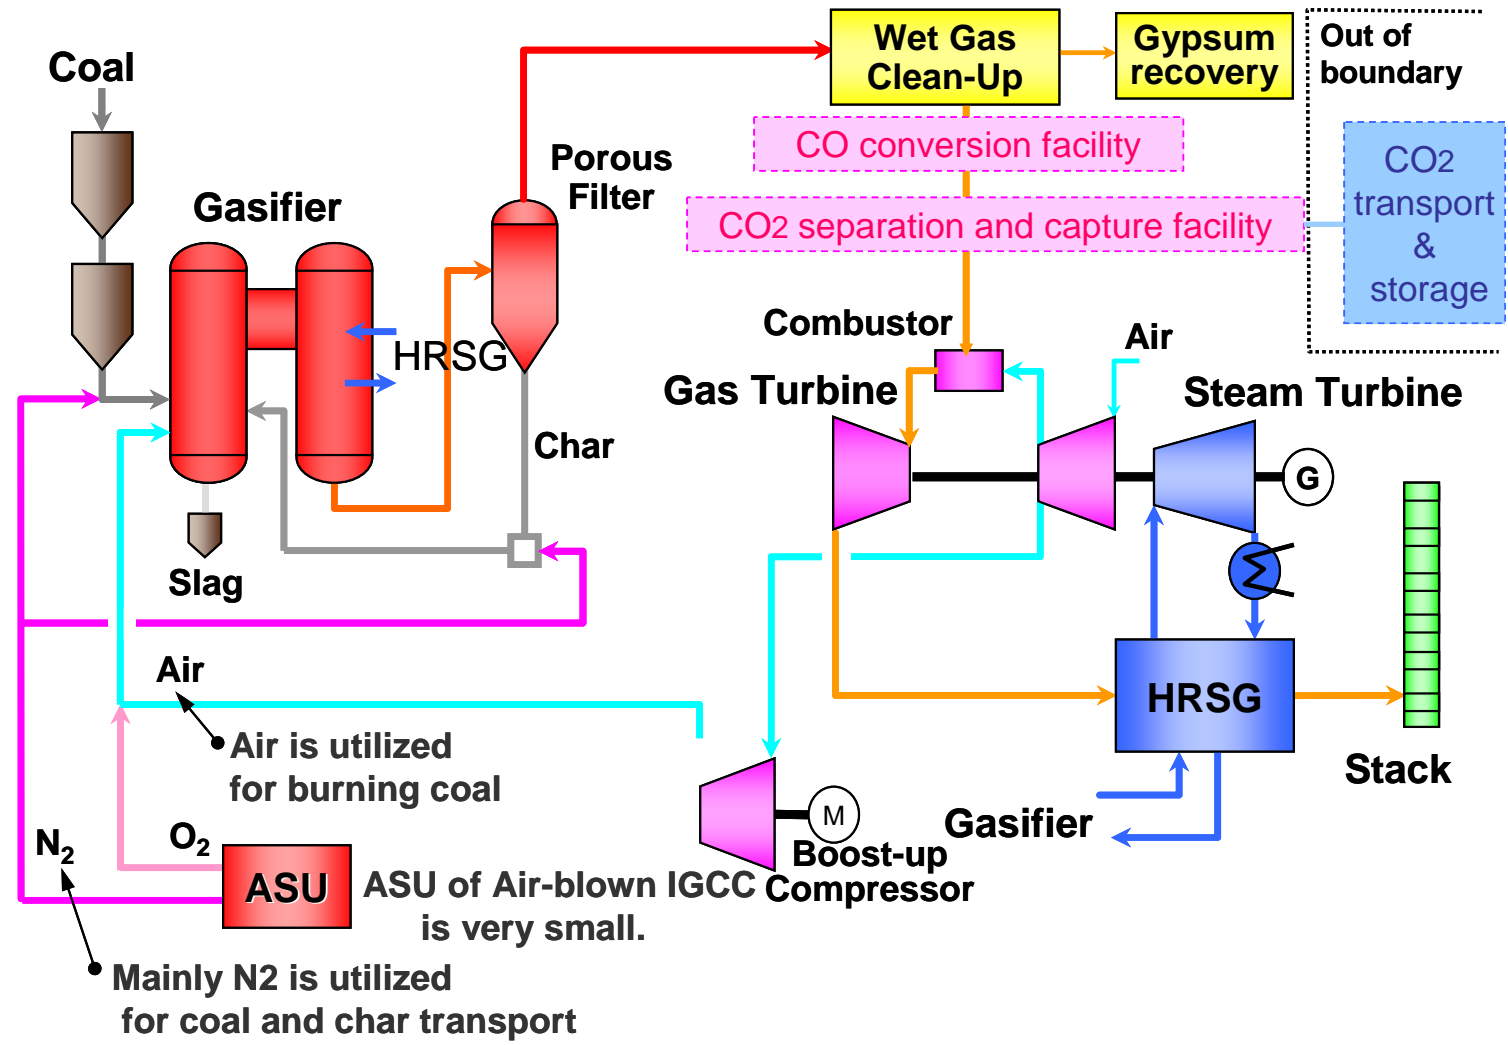 Coal
Wet Gas
Clean-Up
Gypsum
recovery
Out of
boundary
CO conversion facility
CO2
transport
&
storage
Porous
Filter
Gasifier
CO2 separation and capture facility
HRSG
Combustor
Air
Gas Turbine
Steam Turbine
Char
G
Slag
Air
HRSG
Stack
Air is utilized
for burning coal
M
Gasifier
Boost-up
Compressor
N2
O2
ASU
ASU of Air-blown IGCC
is very small.
Mainly N2 is utilized
for coal and char transport